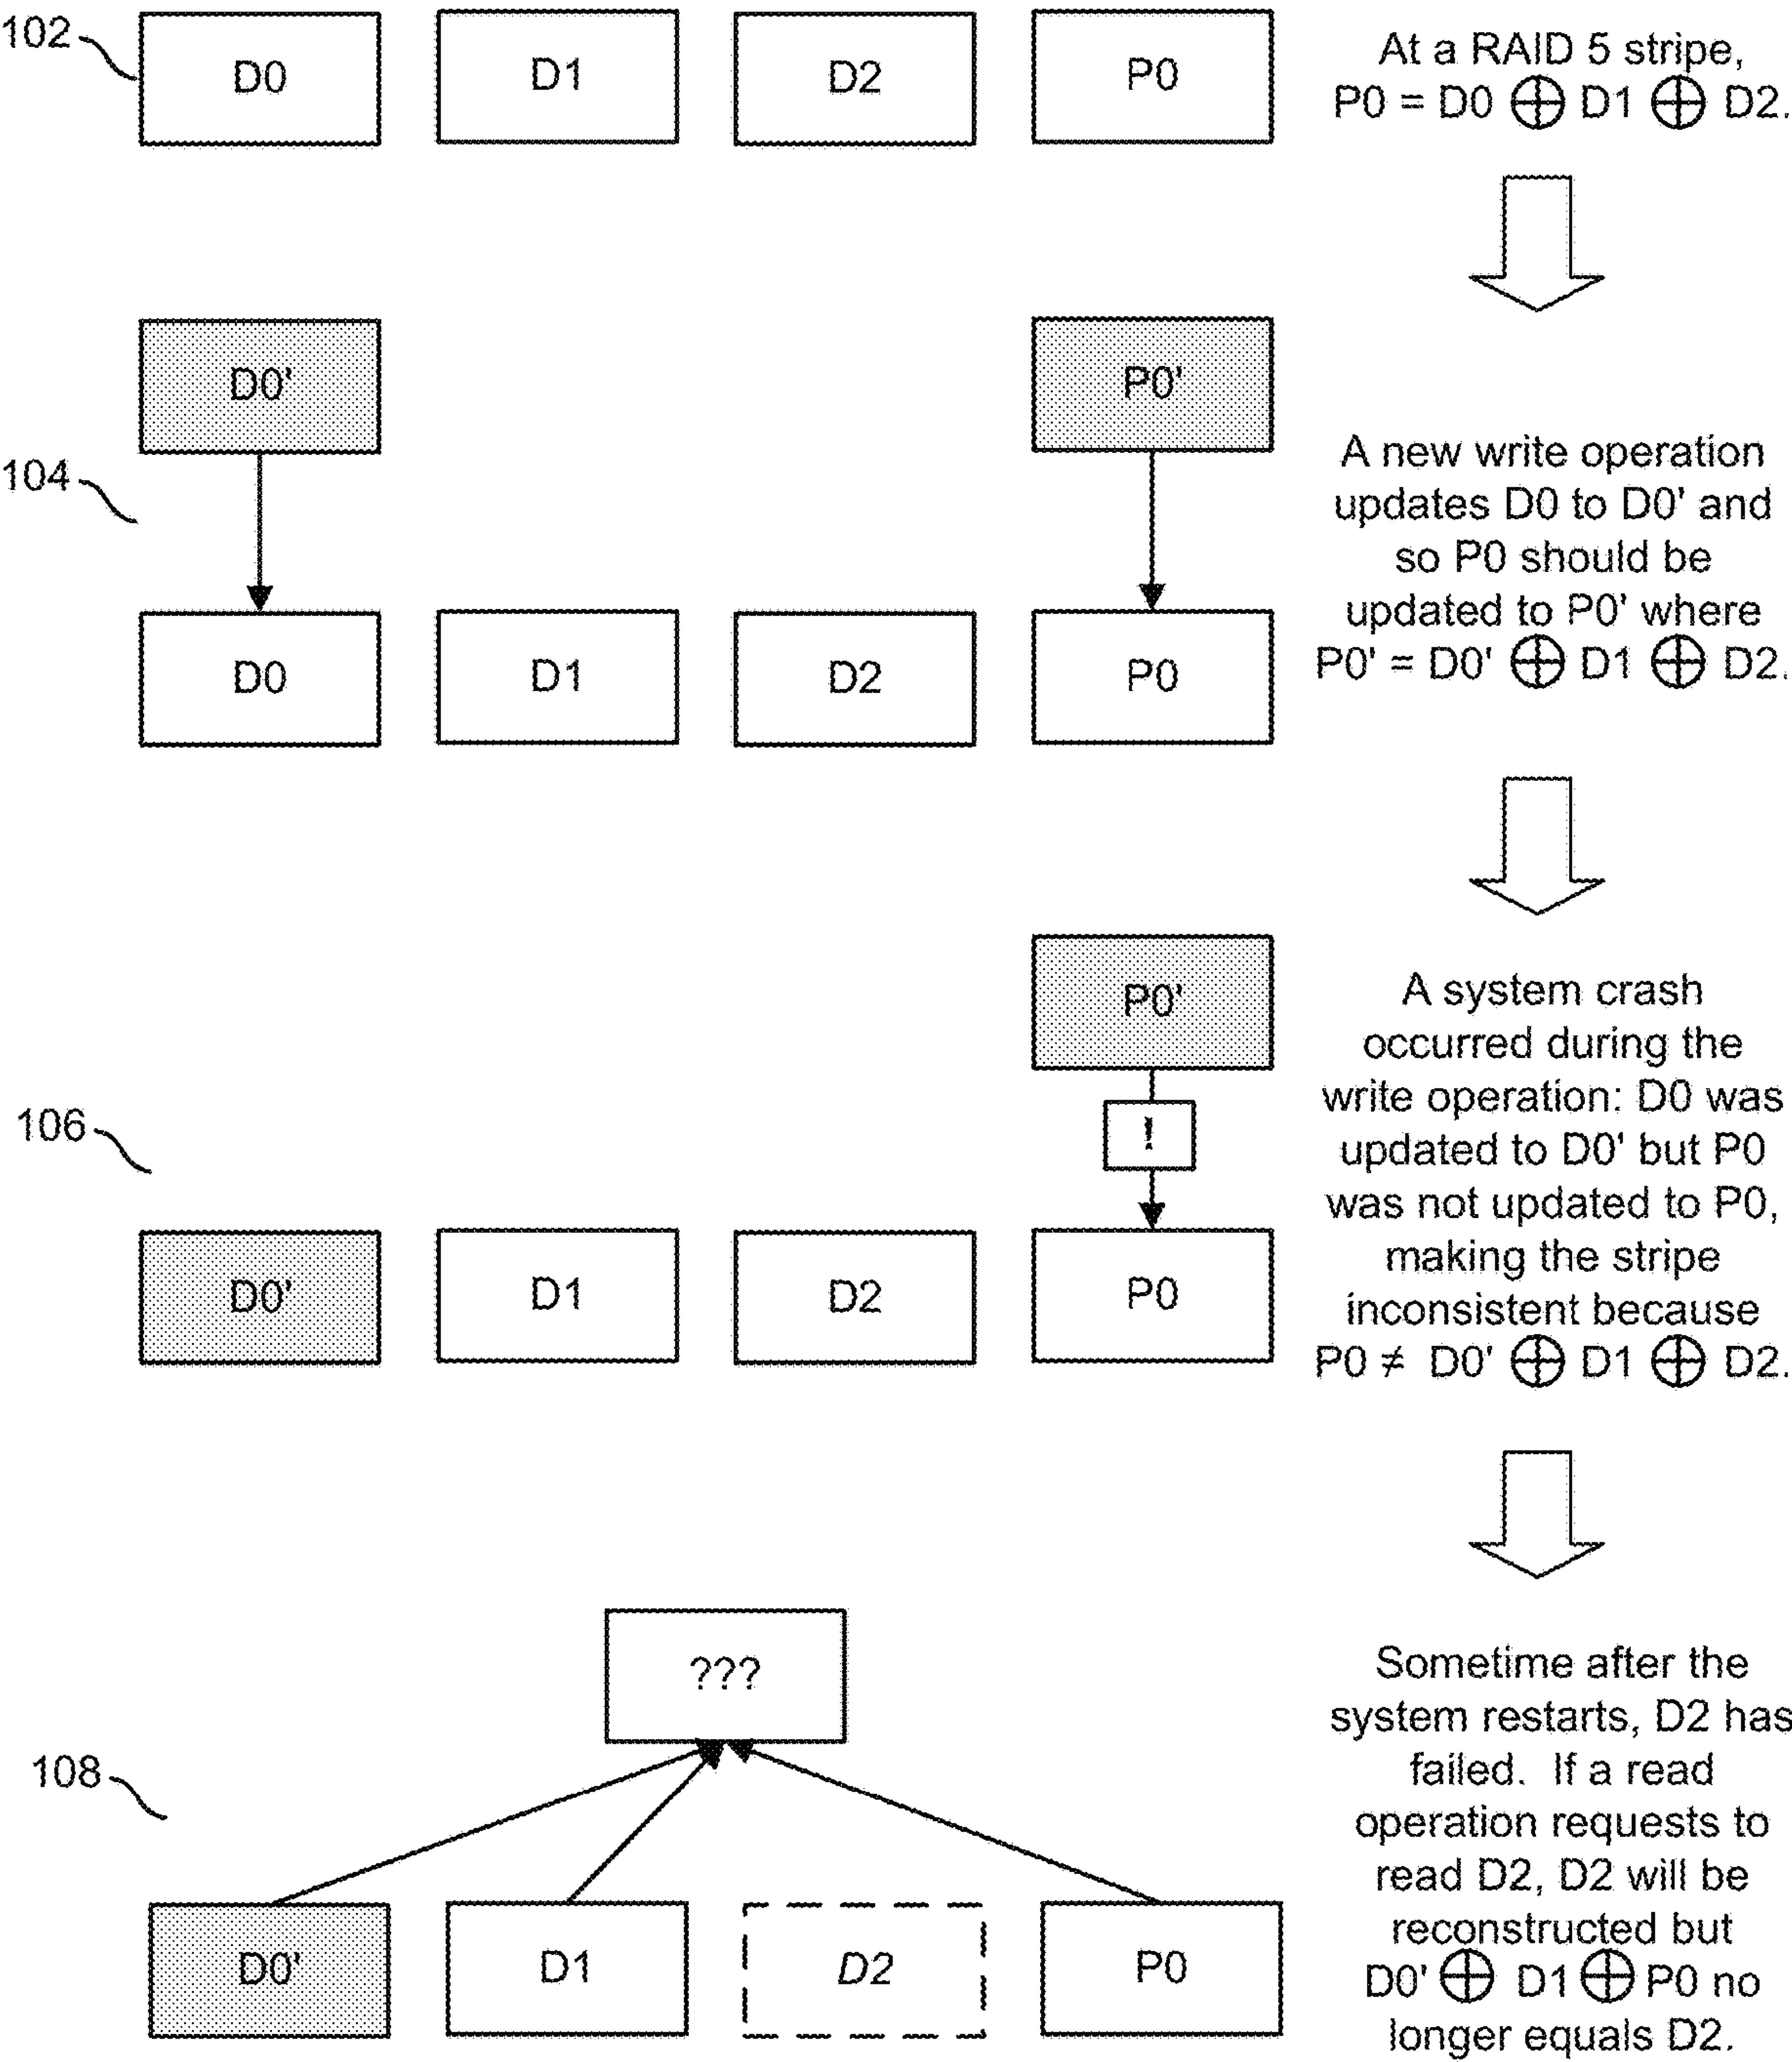 102
D0 D1 D2 P0
At a RAID 5 stripe,
P0 = D0 ⊕ D1 ⊕ D2.
D0' P0'
104
D0 D1 D2 P0
A new write operation
updates D0 to D0' and
so P0 should be
updated to P0' where
P0' = D0' ⊕ D1 ⊕ D2.
P0'
!
106
D0' D1 D2 P0
A system crash
occurred during the
write operation: D0 was
updated to D0' but P0
was not updated to P0,
making the stripe
inconsistent because
P0 ≠ D0' ⊕ D1 ⊕ D2.
???
108
D0' D1 D2 P0
Sometime after the
system restarts, D2 has
failed. If a read
operation requests to
read D2, D2 will be
reconstructed but
D0' ⊕ D1 ⊕ P0 no
longer equals D2.